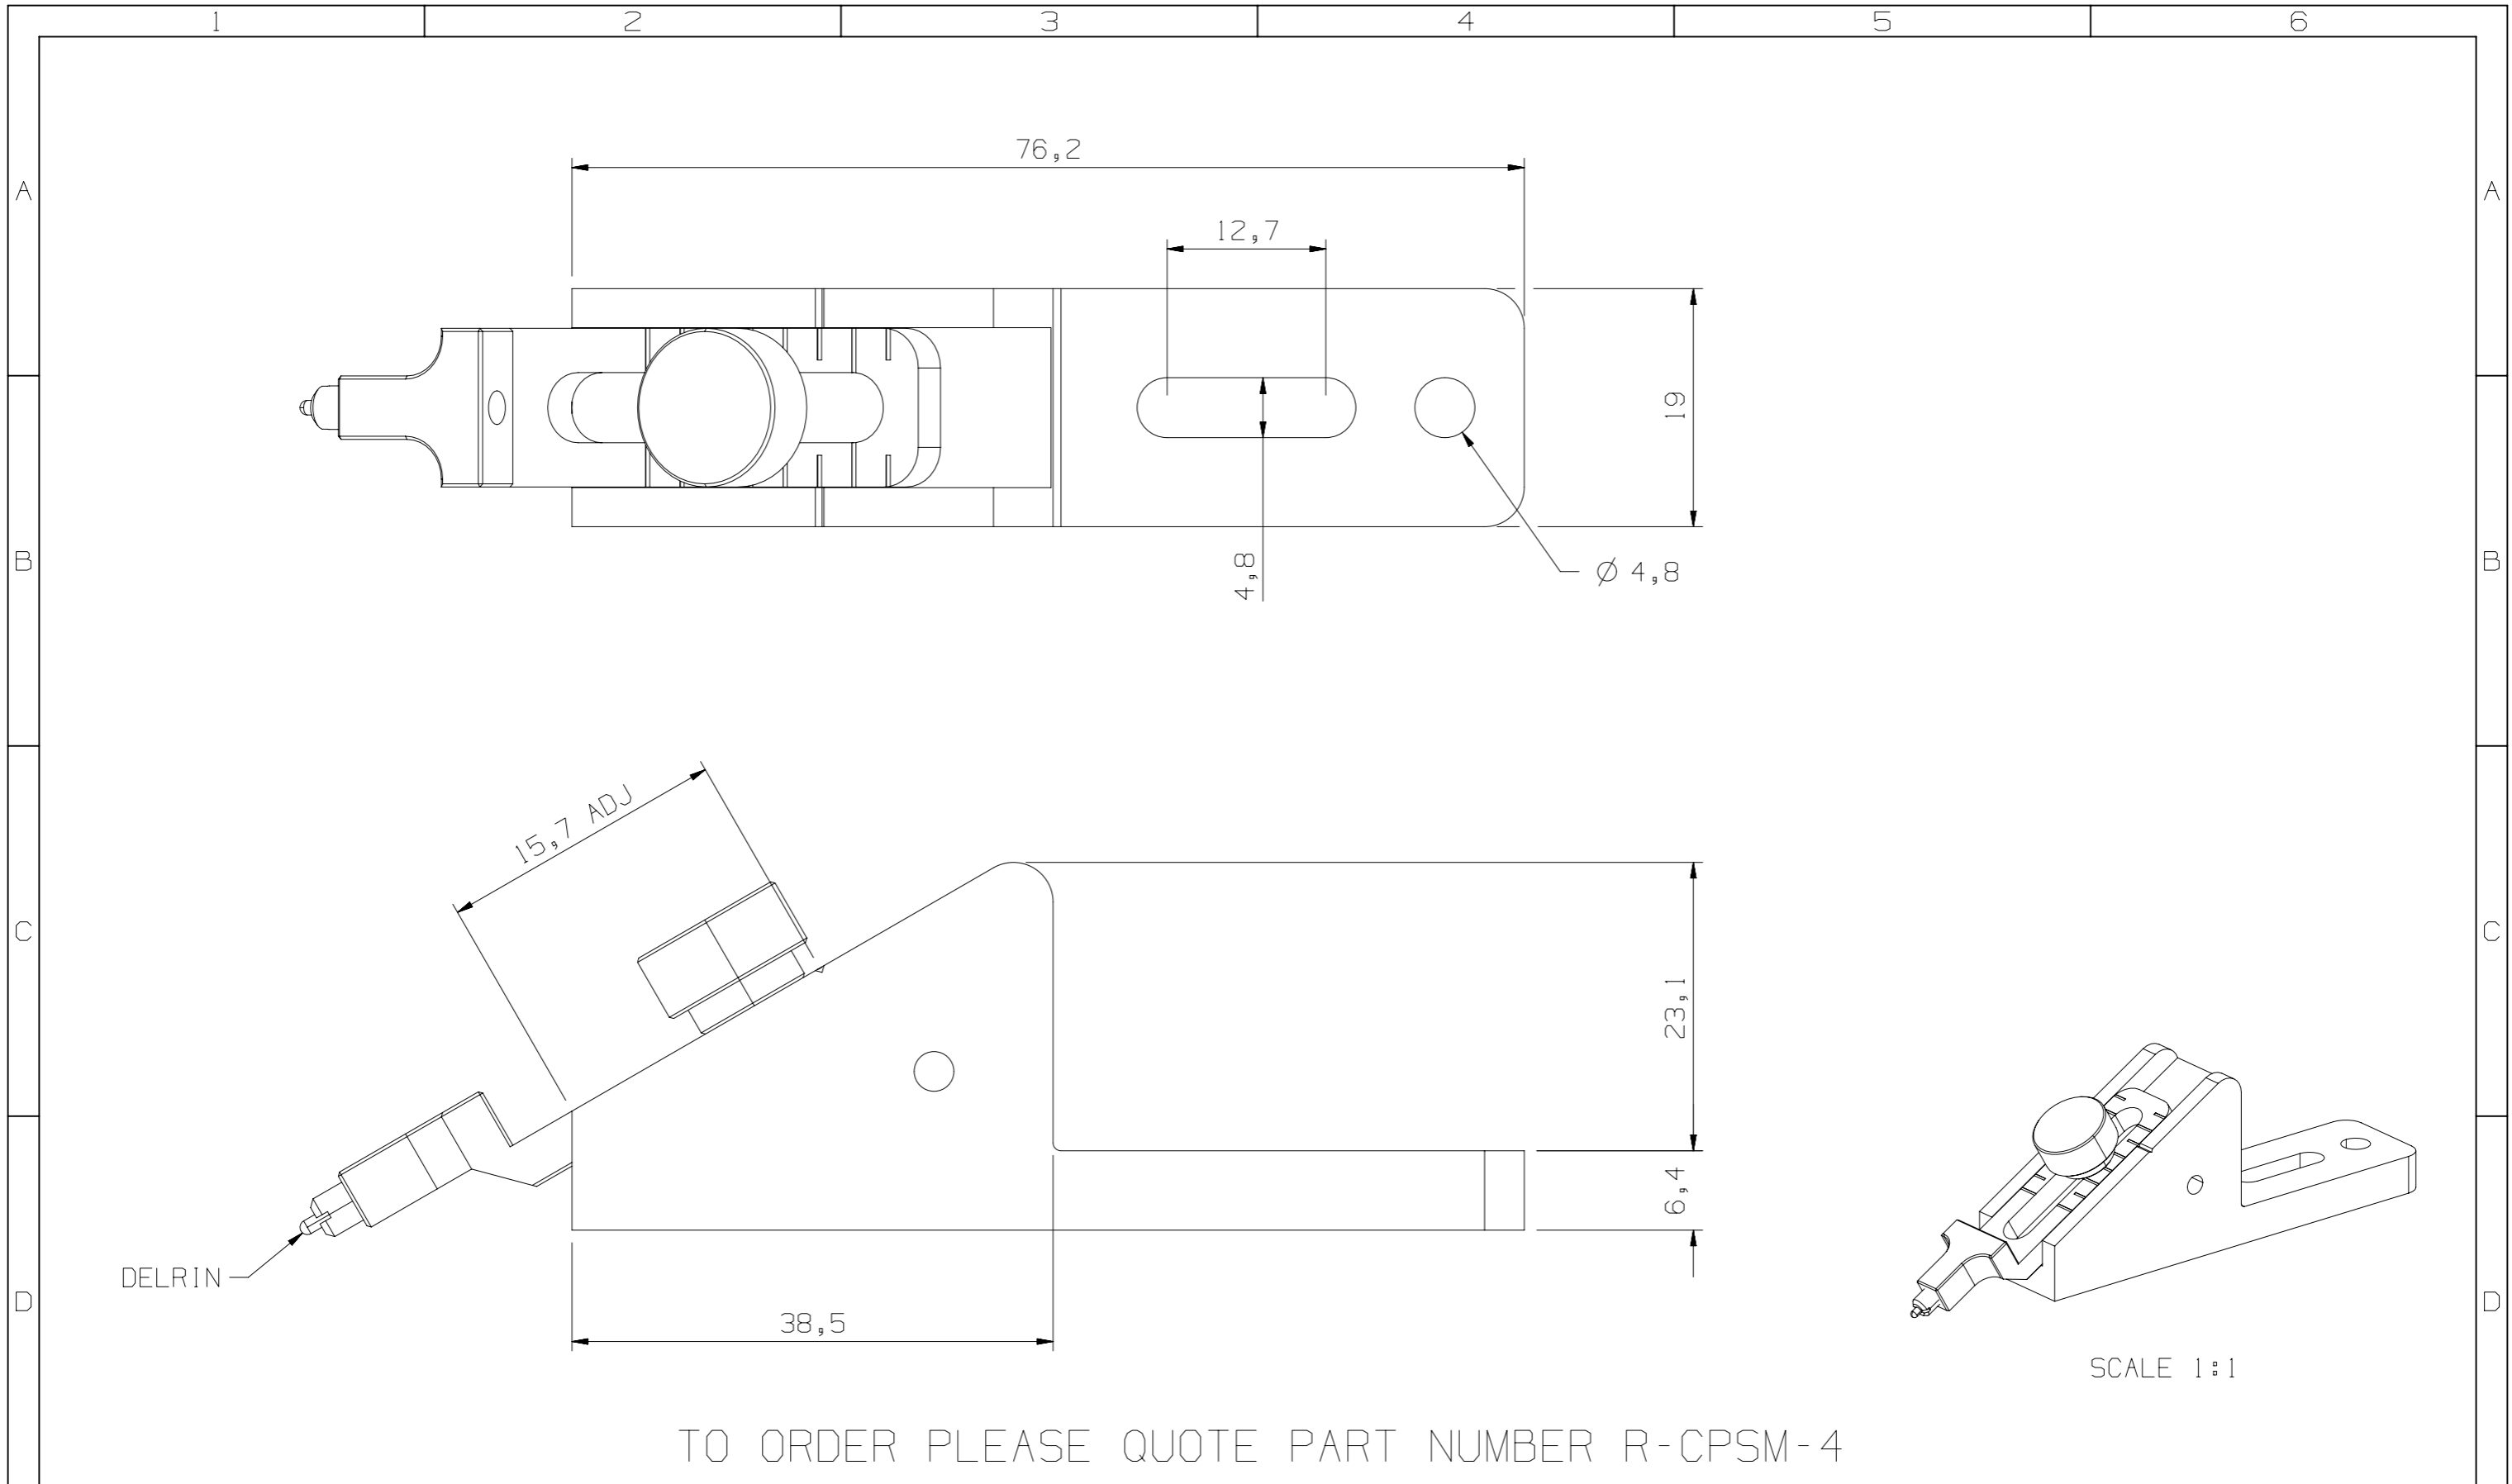 1 2 3 4 5 6
A A
76,2
12,7
19
B B
4,8
Ø 4,8
15,7 ADJ
C C
23,1
6,4
DELRIN
D D
38,5
SCALE 1:1
TO ORDER PLEASE QUOTE PART NUMBER R-CPSM-4